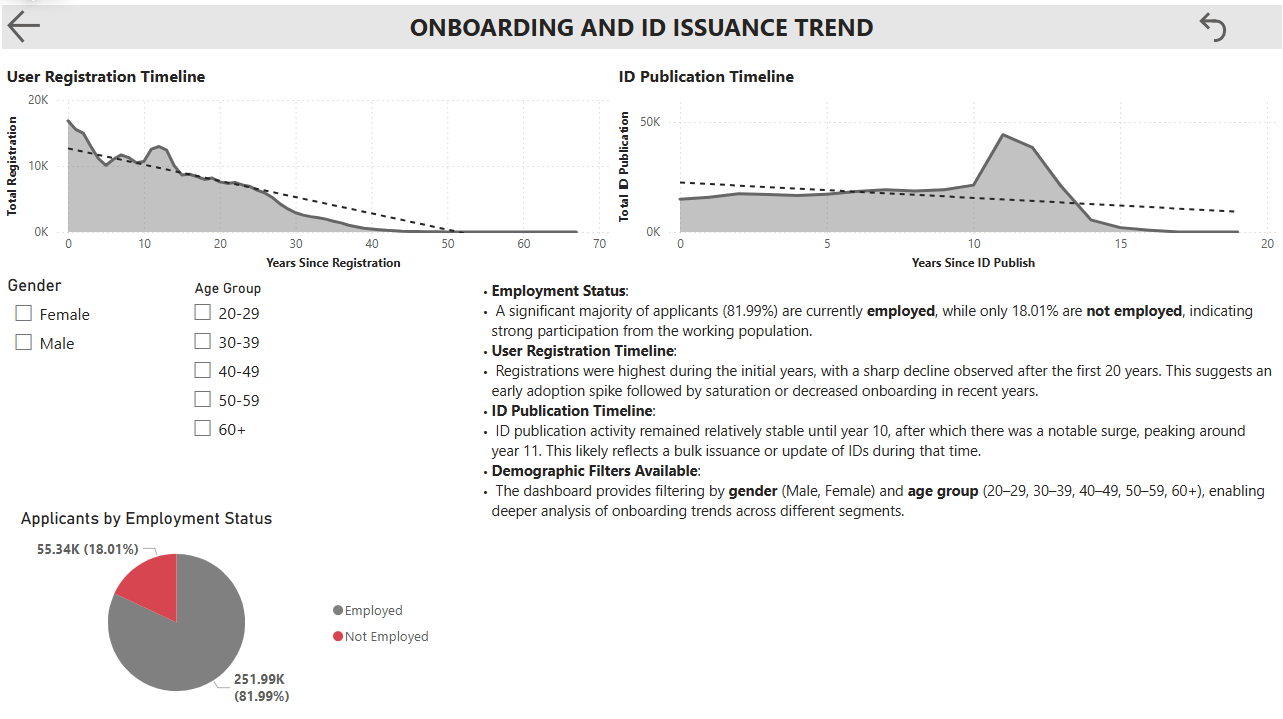 ONBOARDING AND ID ISSUANCE TREND
User Registration Timeline
Total Registration
20K
10K
0K
0 10 20 30 40 50 60 70
Years Since Registration
ID Publication Timeline
Total ID Publication
50K
0K
0 5 10 15 20
Years Since ID Publish
Gender
Female
Male
Age Group
20-29
30-39
40-49
50-59
60+
• Employment Status:
• A significant majority of applicants (81.99%) are currently employed, while only 18.01% are not employed, indicating
strong participation from the working population.
• User Registration Timeline:
• Registrations were highest during the initial years, with a sharp decline observed after the first 20 years. This suggests an
early adoption spike followed by saturation or decreased onboarding in recent years.
• ID Publication Timeline:
• ID publication activity remained relatively stable until year 10, after which there was a notable surge, peaking around
year 11. This likely reflects a bulk issuance or update of IDs during that time.
• Demographic Filters Available:
• The dashboard provides filtering by gender (Male, Female) and age group (20–29, 30–39, 40–49, 50–59, 60+), enabling
deeper analysis of onboarding trends across different segments.
Applicants by Employment Status
55.34K (18.01%)
251.99K
(81.99%)
Employed
Not Employed